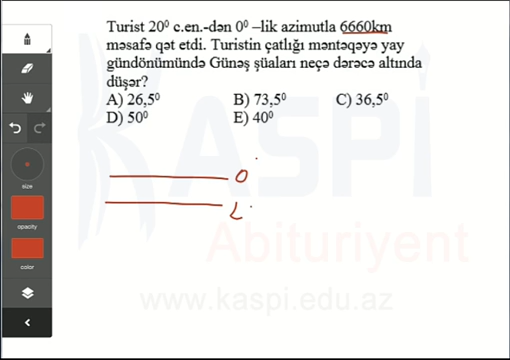 Turist 20⁰ c.en.-dən 0⁰ –lik azimutla 6660km
məsafə qət etdi. Turistin çatlığı məntəqəyə yay
gündönümündə Günəş şüaları neçə dərəcə altında
düşər?
A) 26,5⁰ B) 73,5⁰ C) 36,5⁰
D) 50⁰ E) 40⁰
0
KASPI
size
Abituriyent
opacity
color
www.kaspi.edu.az